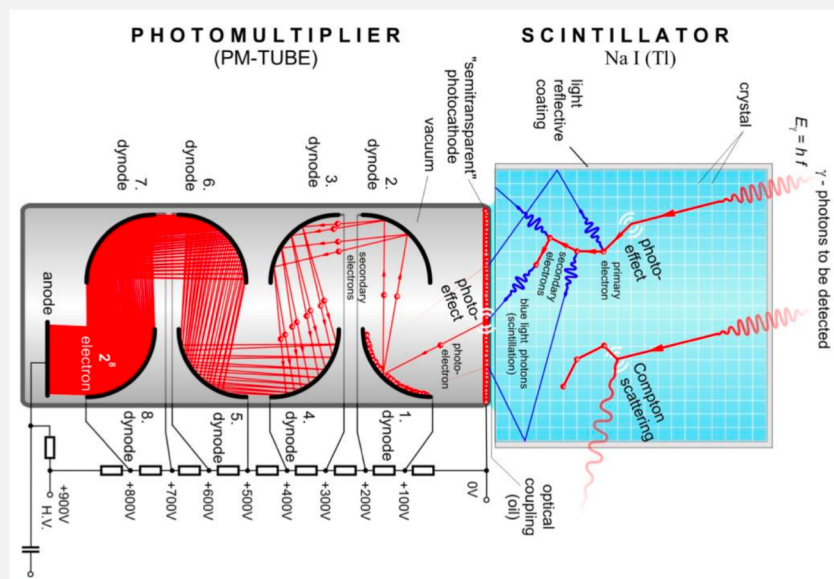 PHOTOMULTIPLIER
(PM-TUBE)
SCINTILLATOR
Na I (Tl)
"semitransparent"
photocathode
vacuum
light
reflective
coating
crystal
E_γ = h f
γ - photons to be detected
7.
dynode
6.
dynode
3.
dynode
2.
dynode
secondary
electrons
photo-
effect
photo-
electron
photo-
effect
primary
electron
secondary
electrons
blue light photons
(scintillation)
Compton
scattering
anode
2⁸
electron
8.
dynode
5.
dynode
4.
dynode
1.
dynode
optical
coupling
(oil)
+900V
H.V.
+800V
+700V
+600V
+500V
+400V
+300V
+200V
+100V
0V